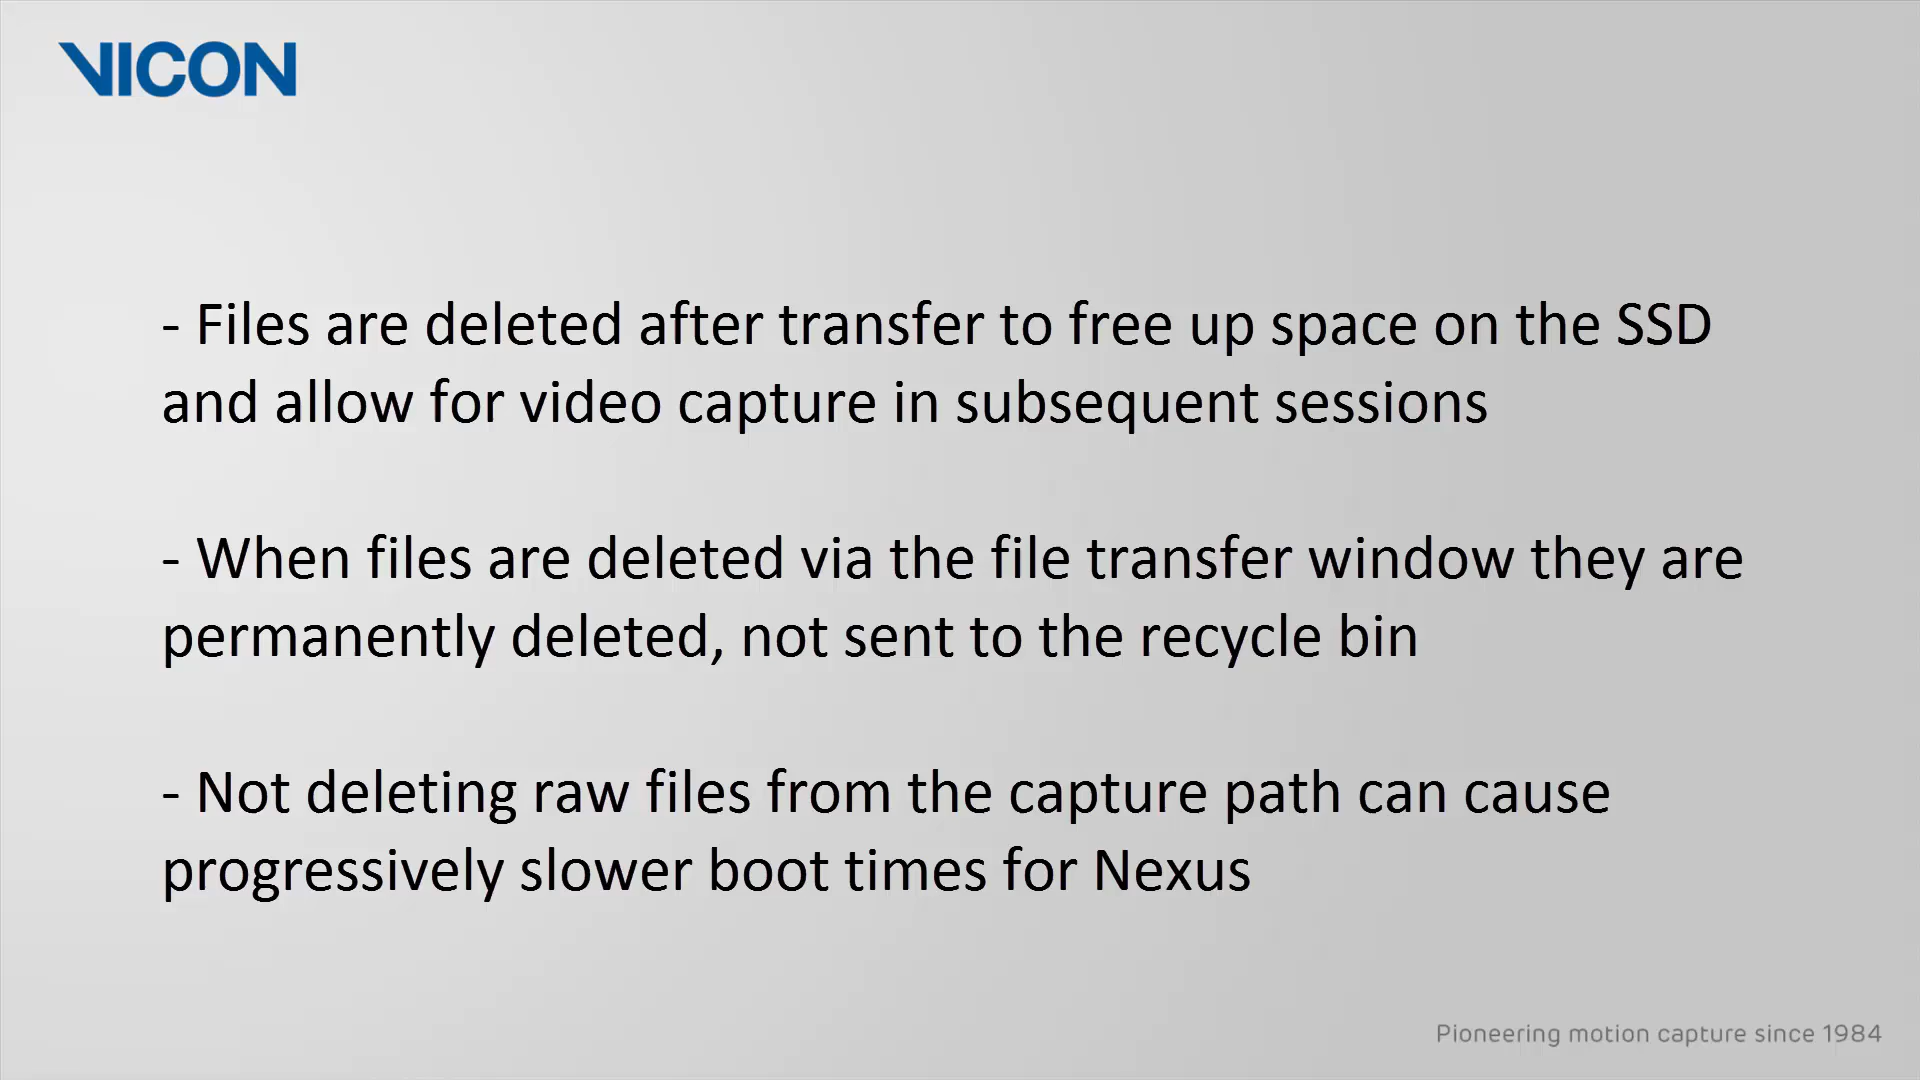 VICON
- Files are deleted after transfer to free up space on the SSD
and allow for video capture in subsequent sessions
- When files are deleted via the file transfer window they are
permanently deleted, not sent to the recycle bin
- Not deleting raw files from the capture path can cause
progressively slower boot times for Nexus
Pioneering motion capture since 1984